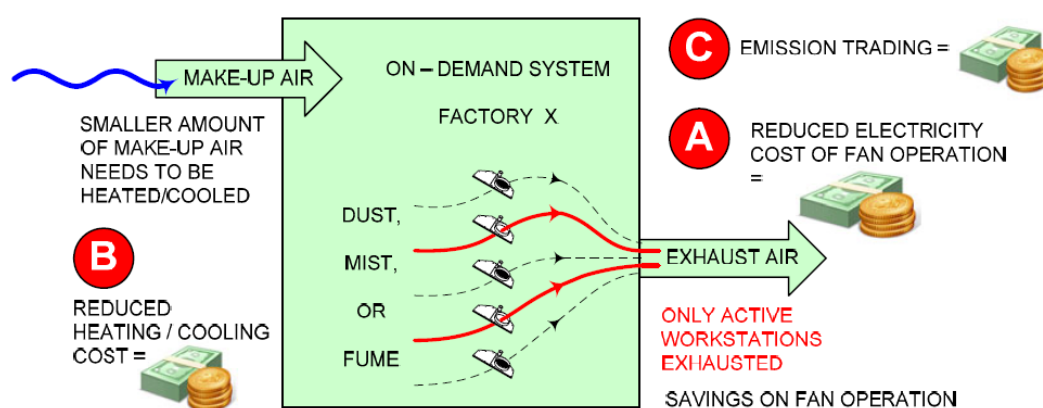 MAKE-UP AIR
SMALLER AMOUNT
OF MAKE-UP AIR
NEEDS TO BE
HEATED/COOLED
B
REDUCED
HEATING / COOLING
COST =
ON – DEMAND SYSTEM
FACTORY X
DUST,
MIST,
OR
FUME
C
EMISSION TRADING =
A
REDUCED ELECTRICITY
COST OF FAN OPERATION
=
EXHAUST AIR
ONLY ACTIVE
WORKSTATIONS
EXHAUSTED
SAVINGS ON FAN OPERATION